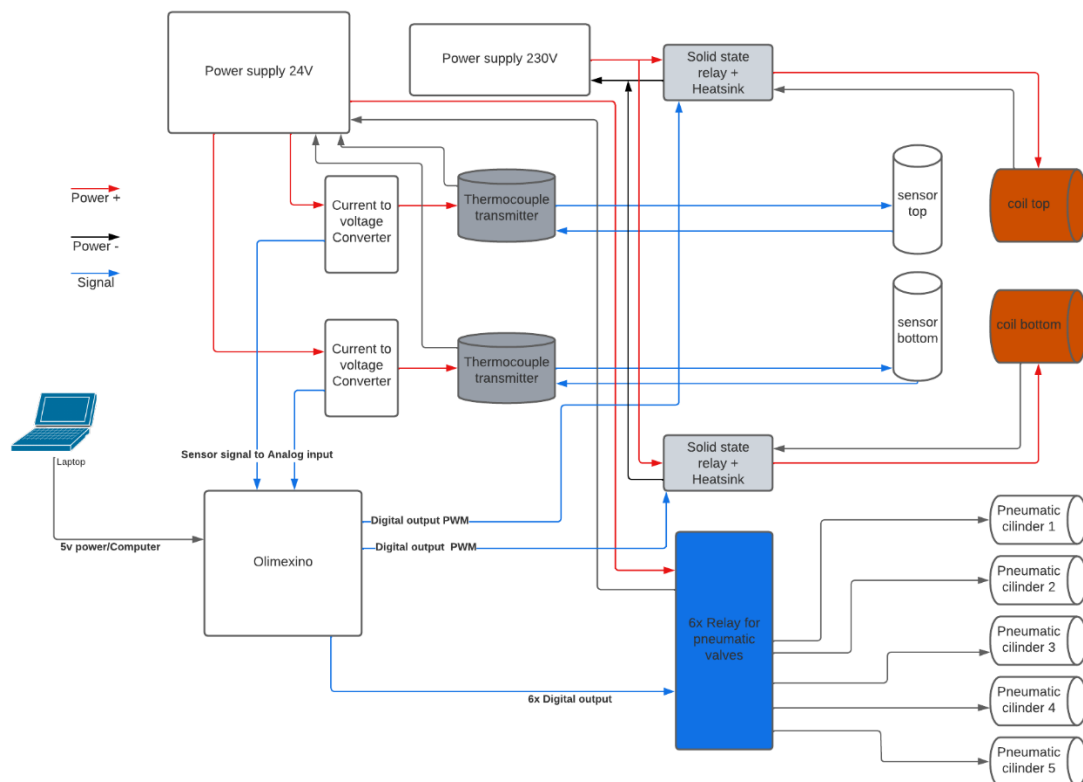 Power supply 24V
Power supply 230V
Solid state
relay +
Heatsink
Power +
Power -
Signal
Current to
voltage
Converter
Thermocouple
transmitter
sensor
top
coil top
Current to
voltage
Converter
Thermocouple
transmitter
sensor
bottom
coil bottom
Laptop
Sensor signal to Analog input
Solid state
relay +
Heatsink
5v power/Computer
Olimexino
Digital output PWM
Digital output  PWM
6x Digital output
6x Relay for
pneumatic
valves
Pneumatic
cilinder 1
Pneumatic
cilinder 2
Pneumatic
cilinder 3
Pneumatic
cilinder 4
Pneumatic
cilinder 5